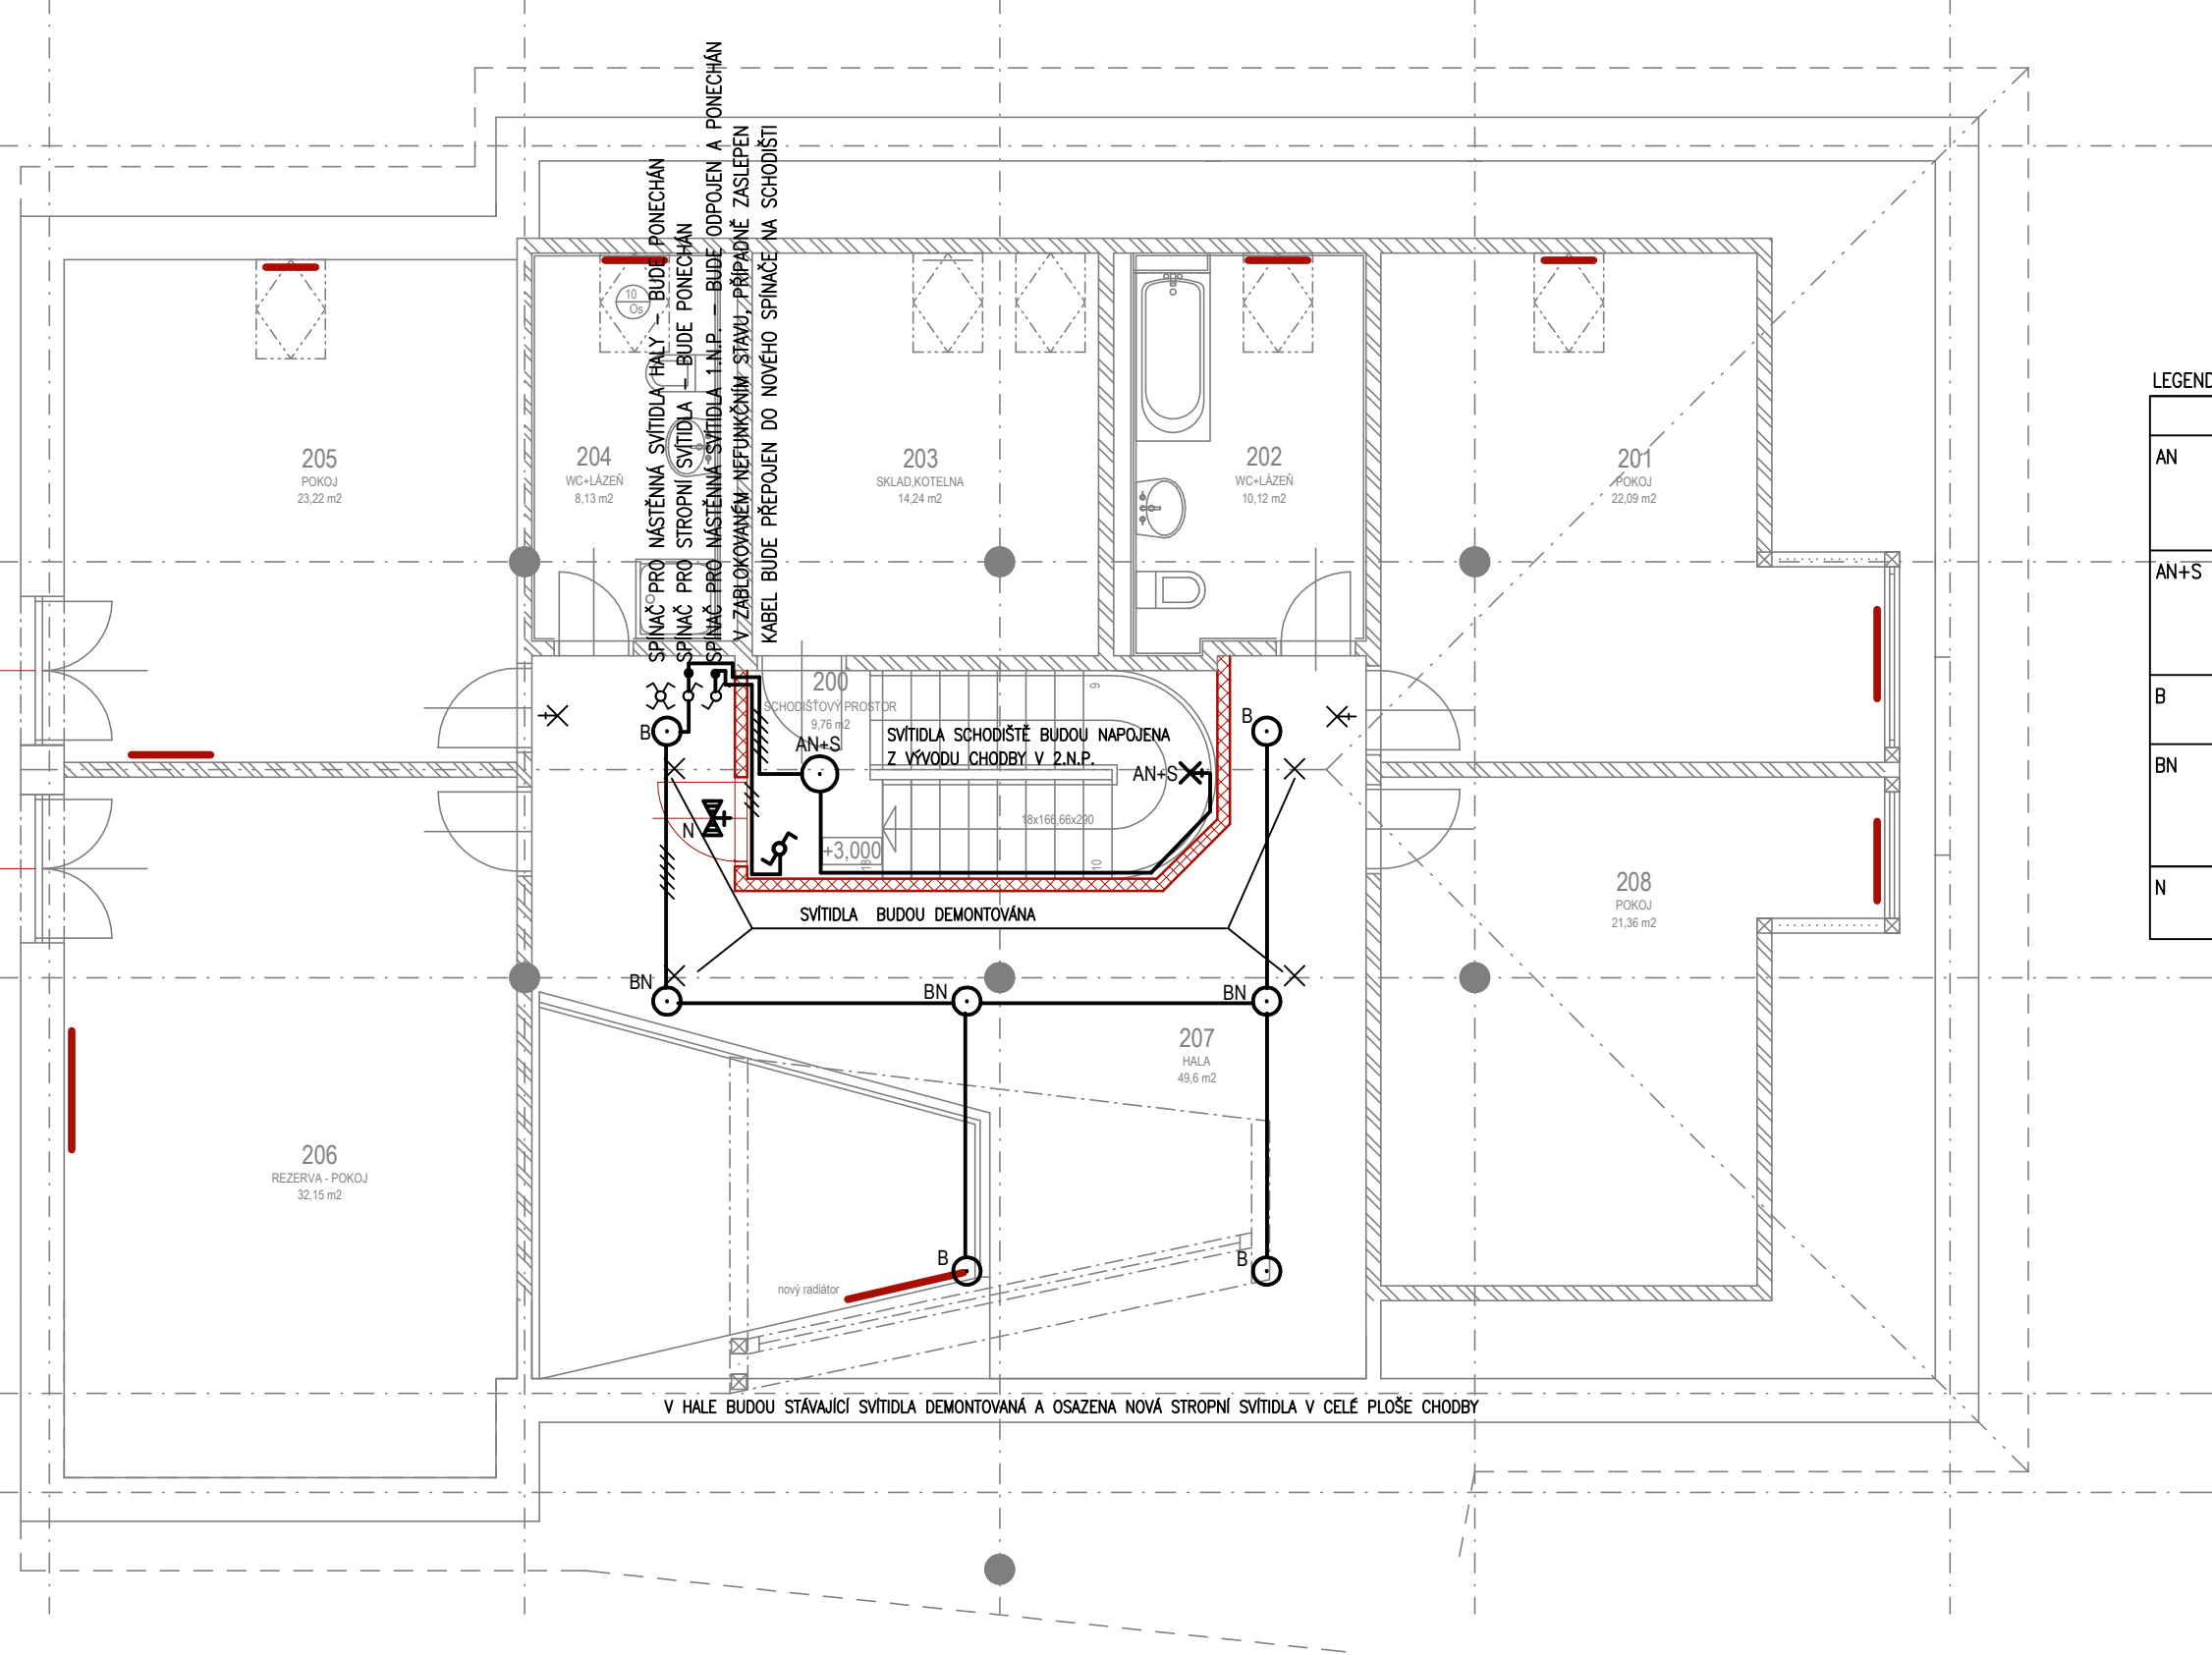 SPÍNAČ PRO NÁSTĚNNÁ SVÍTIDLA HALY – BUDE PONECHÁN
SPÍNAČ PRO STROPNÍ SVÍTIDLA – BUDE PONECHÁN
SPÍNAČ PRO NÁSTĚNNÁ SVÍTIDLA 1.N.P. – BUDE ODPOJEN A PONECHÁN
V ZABLOKOVANÉM NEFUNKČNÍM STAVU, PŘÍPADNĚ ZASLEPEN
KABEL BUDE PŘEPOJEN DO NOVÉHO SPÍNAČE NA SCHODIŠTI
10
Os
205
POKOJ
23,22 m2
204
WC+LÁZEŇ
8,13 m2
203
SKLAD,KOTELNA
14,24 m2
202
WC+LÁZEŇ
10,12 m2
201
POKOJ
22,09 m2
LEGEND
AN
AN+S
B
BN
N
200
SCHODIŠŤOVÝ PROSTOR
9,76 m2
9
B
AN+S
SVÍTIDLA SCHODIŠTĚ BUDOU NAPOJENA
Z VÝVODU CHODBY V 2.N.P.
B
AN+S
N
18x166,66x290
+3,000
18
10
SVÍTIDLA BUDOU DEMONTOVÁNA
208
POKOJ
21,36 m2
BN
BN
BN
207
HALA
49,6 m2
206
REZERVA - POKOJ
32,15 m2
B
B
nový radiátor
V HALE BUDOU STÁVAJÍCÍ SVÍTIDLA DEMONTOVANÁ A OSAZENA NOVÁ STROPNÍ SVÍTIDLA V CELÉ PLOŠE CHODBY